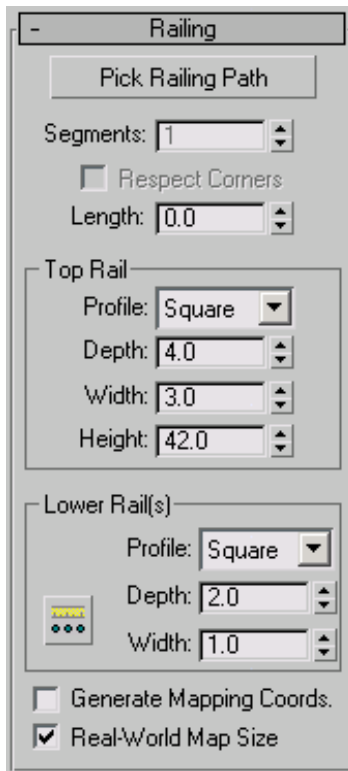 - Railing
Pick Railing Path
Segments: 1
Respect Corners
Length: 0.0
Top Rail
Profile: Square
Depth: 4.0
Width: 3.0
Height: 42.0
Lower Rail(s)
Profile: Square
Depth: 2.0
Width: 1.0
Generate Mapping Coords.
Real-World Map Size